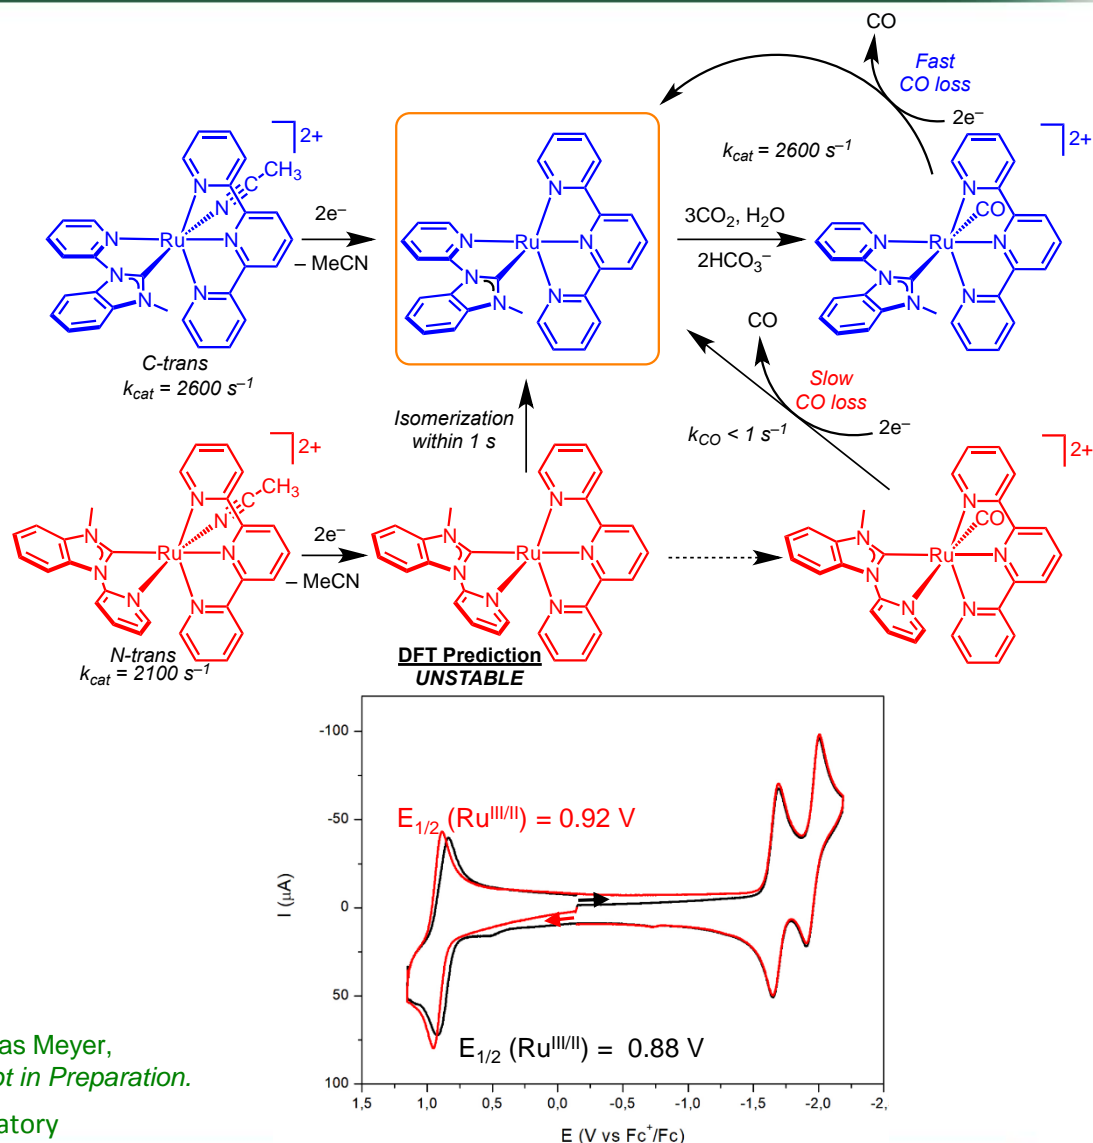 CO
Fast
CO loss
2e⁻
2+
N
C
CH3
N
N
Ru
N
N
N
N
2e⁻
– MeCN
C-trans
kcat = 2600 s⁻¹
N
N
Ru
N
N
N
N
kcat = 2600 s⁻¹
3CO2, H2O
2HCO3⁻
2+
N
CO
N
Ru
N
N
N
N
Isomerization
within 1 s
CO
Slow
CO loss
kCO < 1 s⁻¹
2e⁻
2+
N
C
CH3
N
N
Ru
N
N
N
N
2e⁻
– MeCN
N-trans
kcat = 2100 s⁻¹
N
N
Ru
N
N
N
N
DFT Prediction
UNSTABLE
2+
N
CO
N
Ru
N
N
N
N
-100
-50
0
50
100
I (µA)
E1/2 (RuIII/II) = 0.92 V
E1/2 (RuIII/II) = 0.88 V
1,5 1,0 0,5 0,0 -0,5 -1,0 -1,5 -2,0 -2,
E (V vs Fc⁺/Fc)
as Meyer,
ot in Preparation.
atory